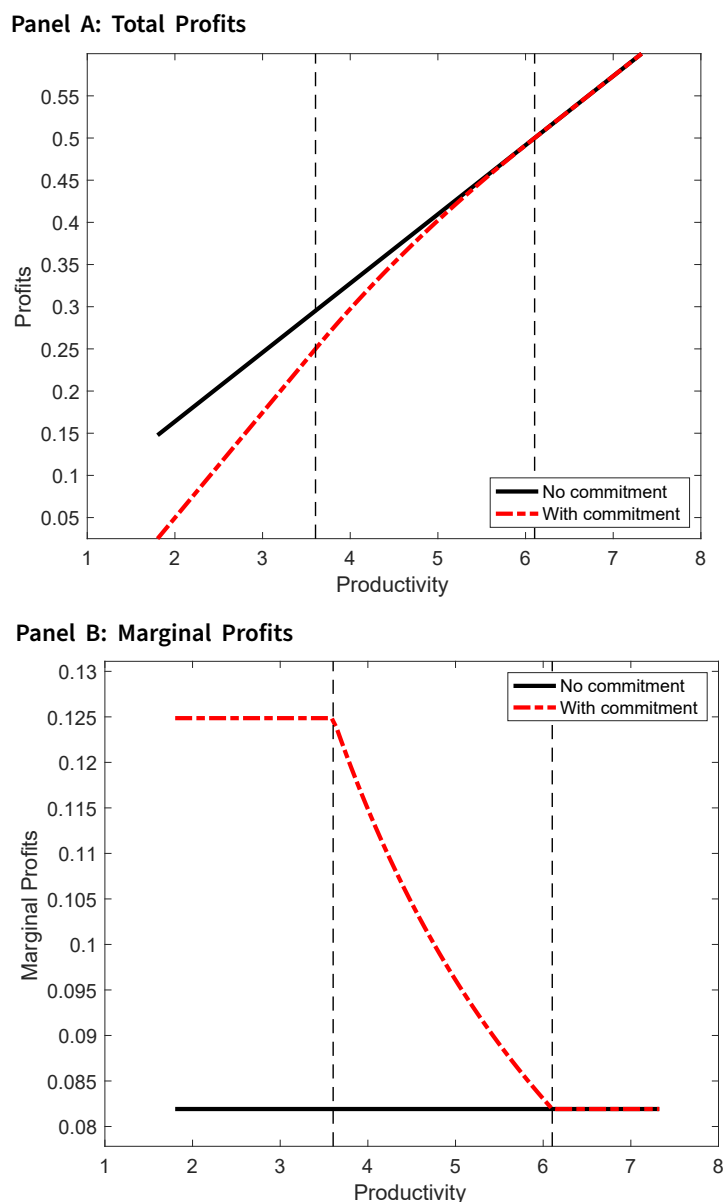 Panel A: Total Profits
0.55
0.5
0.45
0.4
0.35
0.3
0.25
0.2
0.15
0.1
0.05
Profits
No commitment
With commitment
1 2 3 4 5 6 7 8
Productivity
Panel B: Marginal Profits
0.13
0.125
0.12
0.115
0.11
0.105
0.1
0.095
0.09
0.085
0.08
Marginal Profits
No commitment
With commitment
1 2 3 4 5 6 7 8
Productivity